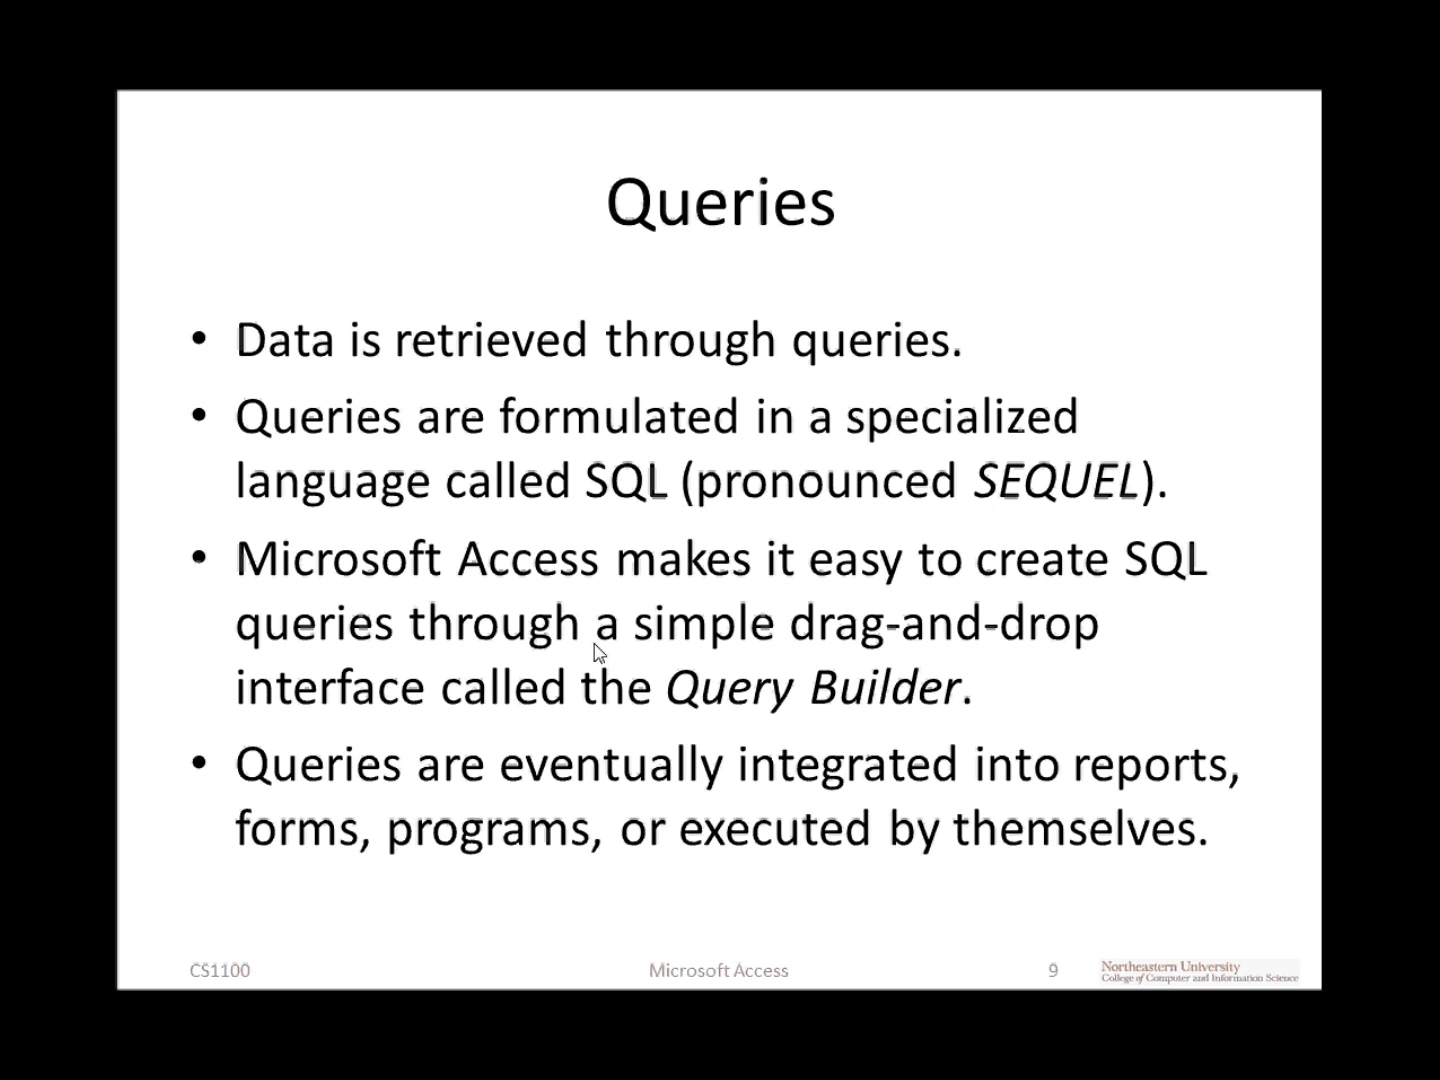 Queries
• Data is retrieved through queries.
• Queries are formulated in a specialized
language called SQL (pronounced SEQUEL).
• Microsoft Access makes it easy to create SQL
queries through a simple drag-and-drop
interface called the Query Builder.
• Queries are eventually integrated into reports,
forms, programs, or executed by themselves.
CS1100
Microsoft Access
9
Northeastern University
College of Computer and Information Science